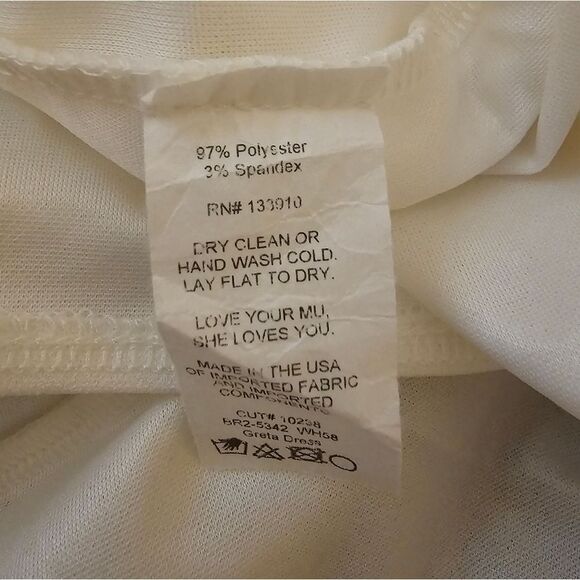 97% Polyester
3% Spandex
RN# 133910
DRY CLEAN OR
HAND WASH COLD.
LAY FLAT TO DRY.
LOVE YOUR MU,
SHE LOVES YOU.
MADE IN THE USA
OF IMPORTED FABRIC
AND IMPORTED
COMPONENTS
CUT# 10298
BR2-5342 WH58
Greta Dress